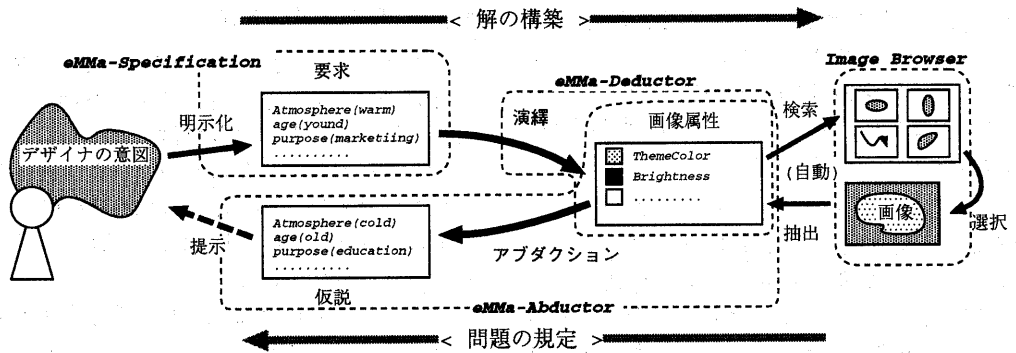 < 解の構築 >
eMMa-Specification
要求
Atmosphere(warm)
age(yound)
purpose(marketiing)
..........
明示化
デザイナの意図
eMMa-Deductor
演繹
画像属性
ThemeColor
Brightness
.........
Image Browser
検索
(自動)
抽出
画像
選択
提示
Atmosphere(cold)
age(old)
purpose(education)
..........
仮説
アブダクション
eMMa-Abductor
< 問題の規定 >